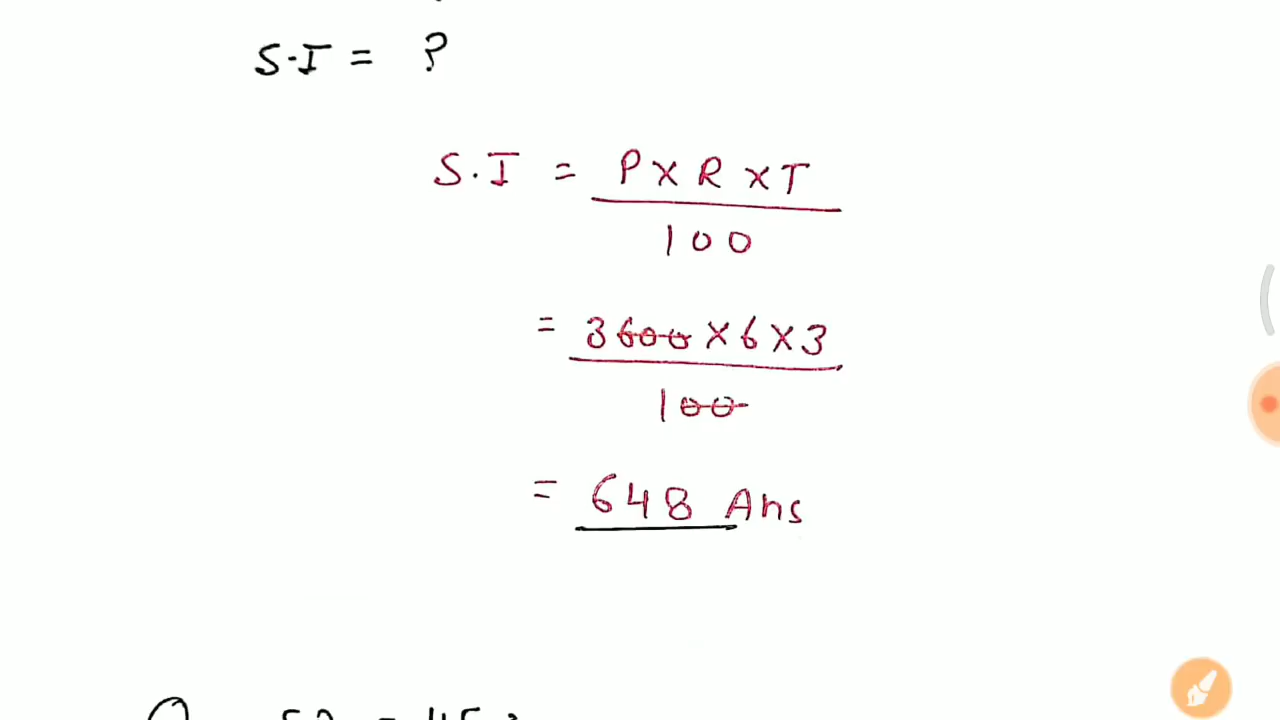 S.I = ?
S.I = P X R X T
100
= 3600 X 6 X 3
100
= 648 Ans